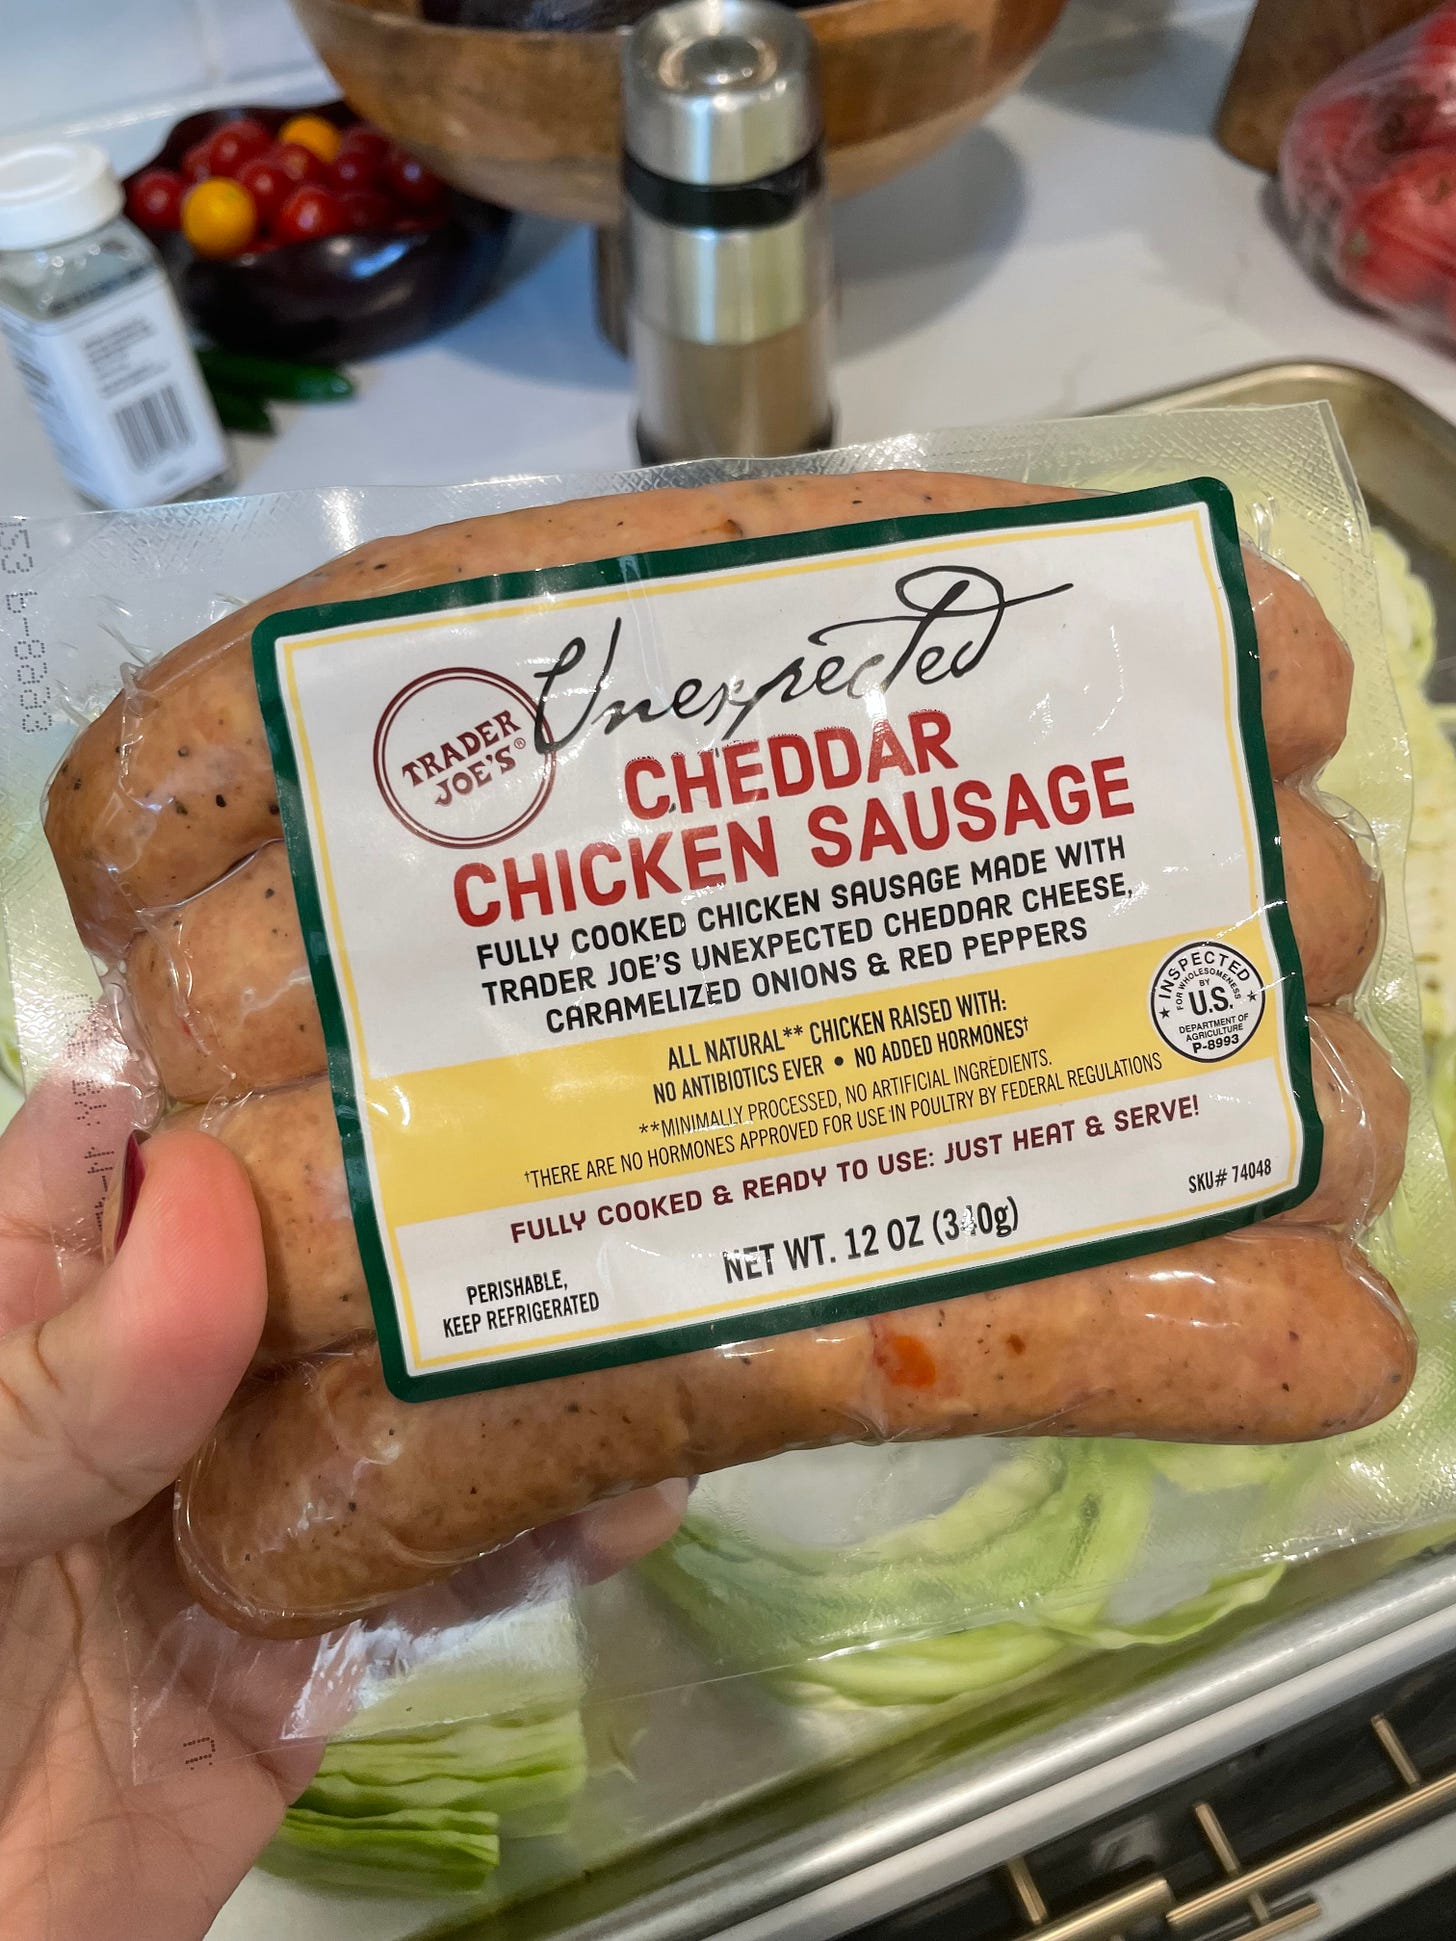 TRADER
JOE'S®
Unexpected
CHEDDAR
CHICKEN SAUSAGE
FULLY COOKED CHICKEN SAUSAGE MADE WITH
TRADER JOE'S UNEXPECTED CHEDDAR CHEESE,
CARAMELIZED ONIONS & RED PEPPERS
ALL NATURAL** CHICKEN RAISED WITH:
NO ANTIBIOTICS EVER • NO ADDED HORMONES†
**MINIMALLY PROCESSED, NO ARTIFICIAL INGREDIENTS.
†THERE ARE NO HORMONES APPROVED FOR USE IN POULTRY BY FEDERAL REGULATIONS
INSPECTED
FOR WHOLESOMENESS
BY
U.S.
DEPARTMENT OF
AGRICULTURE
P-8993
FULLY COOKED & READY TO USE: JUST HEAT & SERVE!
SKU# 74048
NET WT. 12 OZ (340g)
PERISHABLE,
KEEP REFRIGERATED